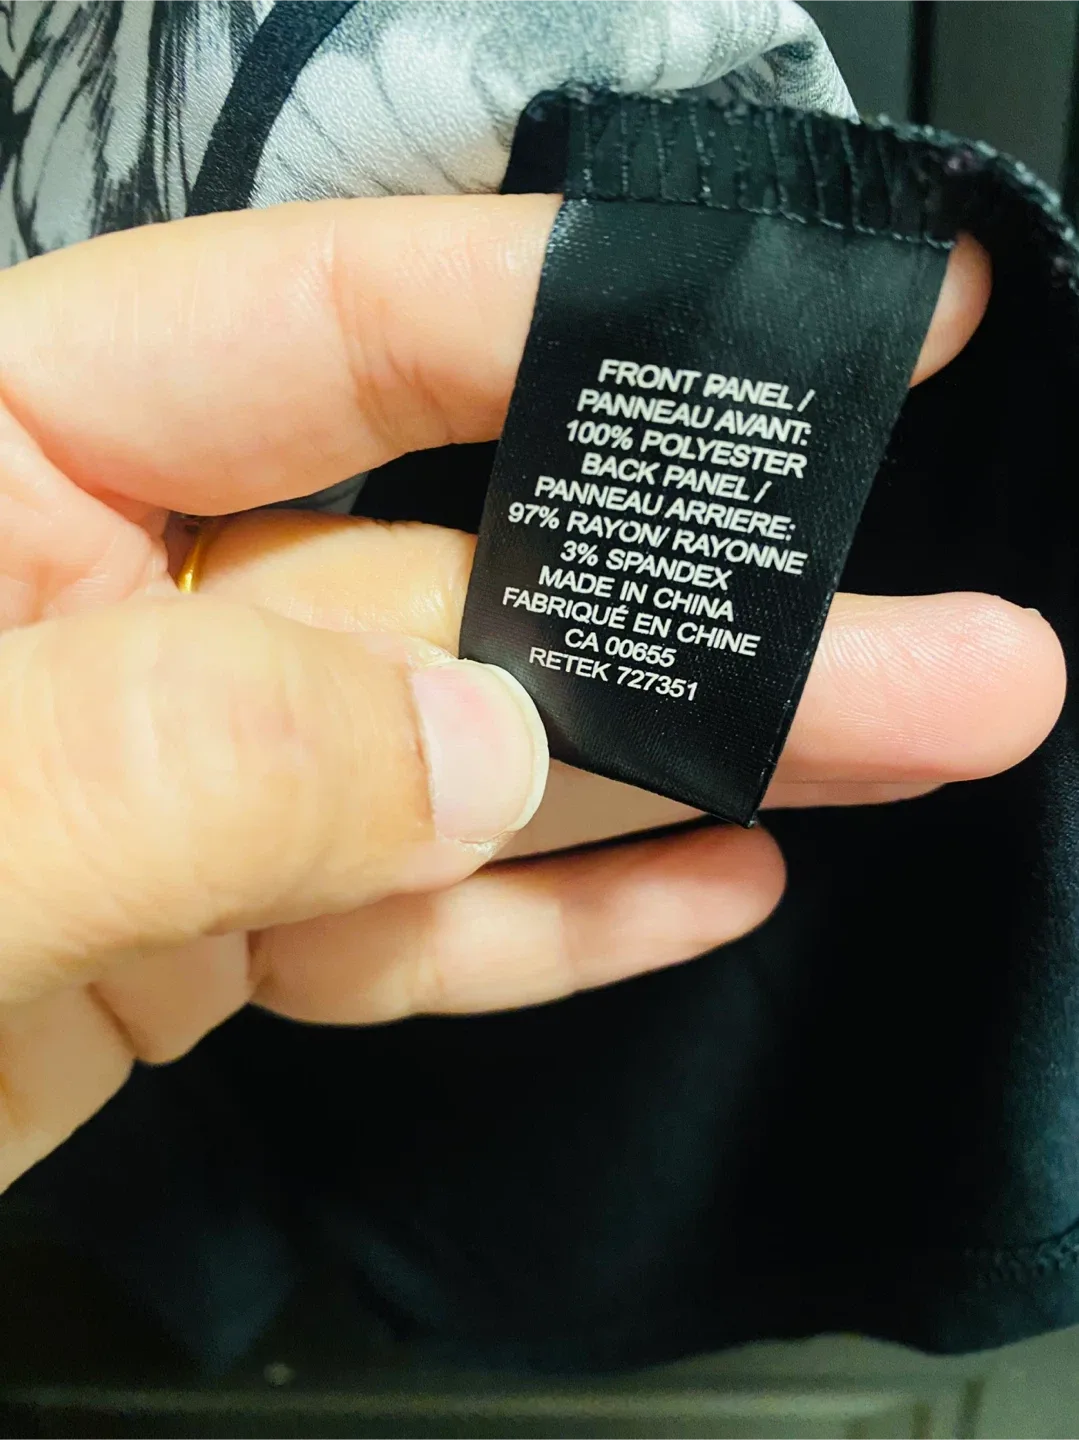 FRONT PANEL /
PANNEAU AVANT:
100% POLYESTER
BACK PANEL /
PANNEAU ARRIERE:
97% RAYON/ RAYONNE
3% SPANDEX
MADE IN CHINA
FABRIQUÉ EN CHINE
CA 00655
RETEK 727351